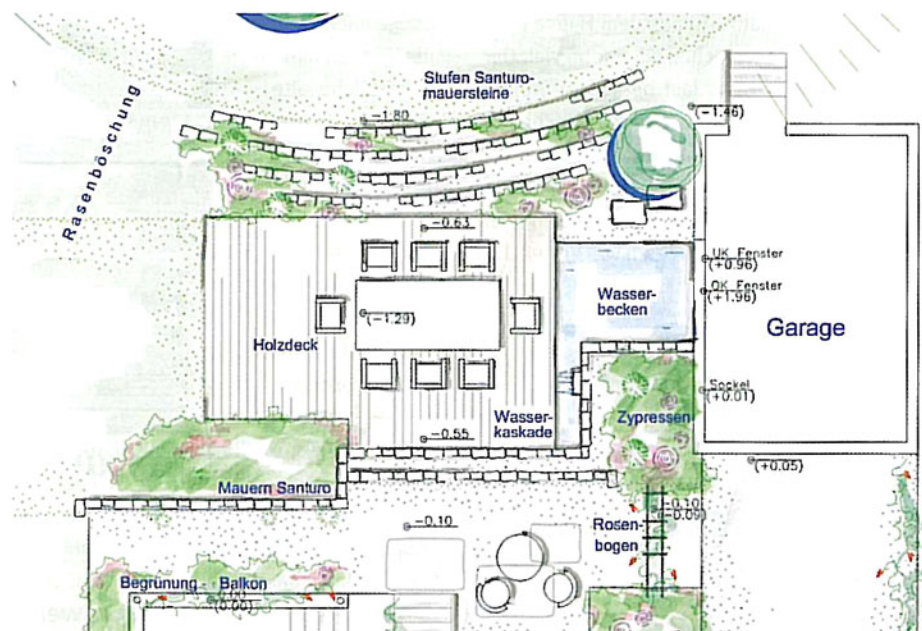 Stufen Santuro-
mauersteine
Rasenböschung
-1.80
(-1.46)
-0.63
UK Fenster
(+0.96)
OK Fenster
(+1.96)
Wasser-
becken
Garage
(-1.29)
Holzdeck
Sockel
(+0.01)
Wasser-
kaskade
Zypressen
-0.55
(+0.05)
Mauern Santuro
-0.10
Rosen-
bogen
-0.10
(-0.09)
Begrünung - Balkon
0.00
(0.00)